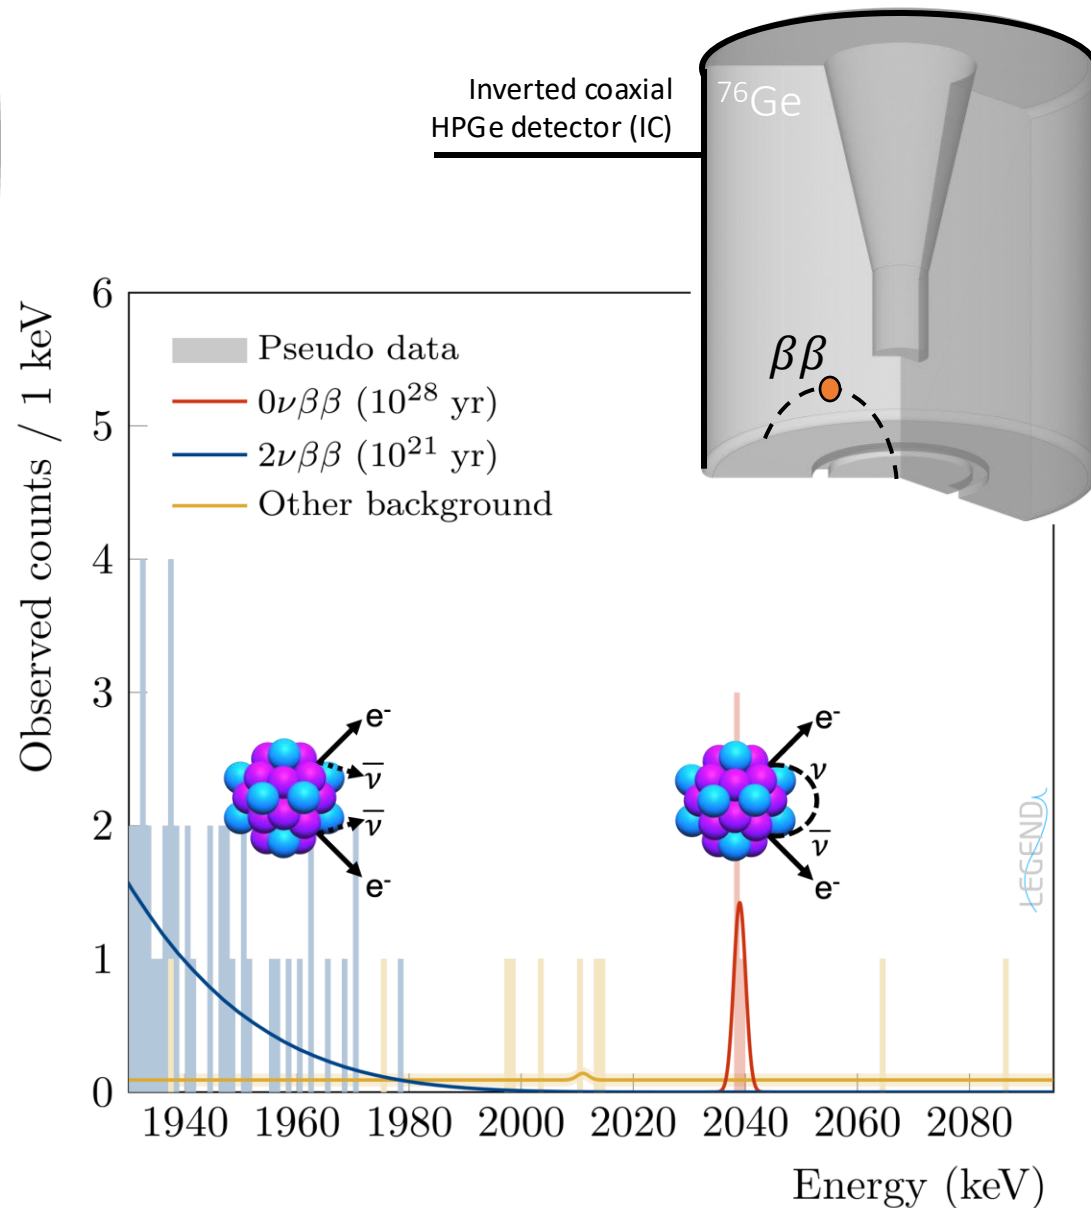 Inverted coaxial
HPGe detector (IC)
⁷⁶Ge
ββ
Observed counts / 1 keV
6
5
4
3
2
1
0
Pseudo data
0νββ (10²⁸ yr)
2νββ (10²¹ yr)
Other background
e⁻
ν̅
ν̅
e⁻
e⁻
ν
ν̅
e⁻
LEGEND
1940 1960 1980 2000 2020 2040 2060 2080
Energy (keV)